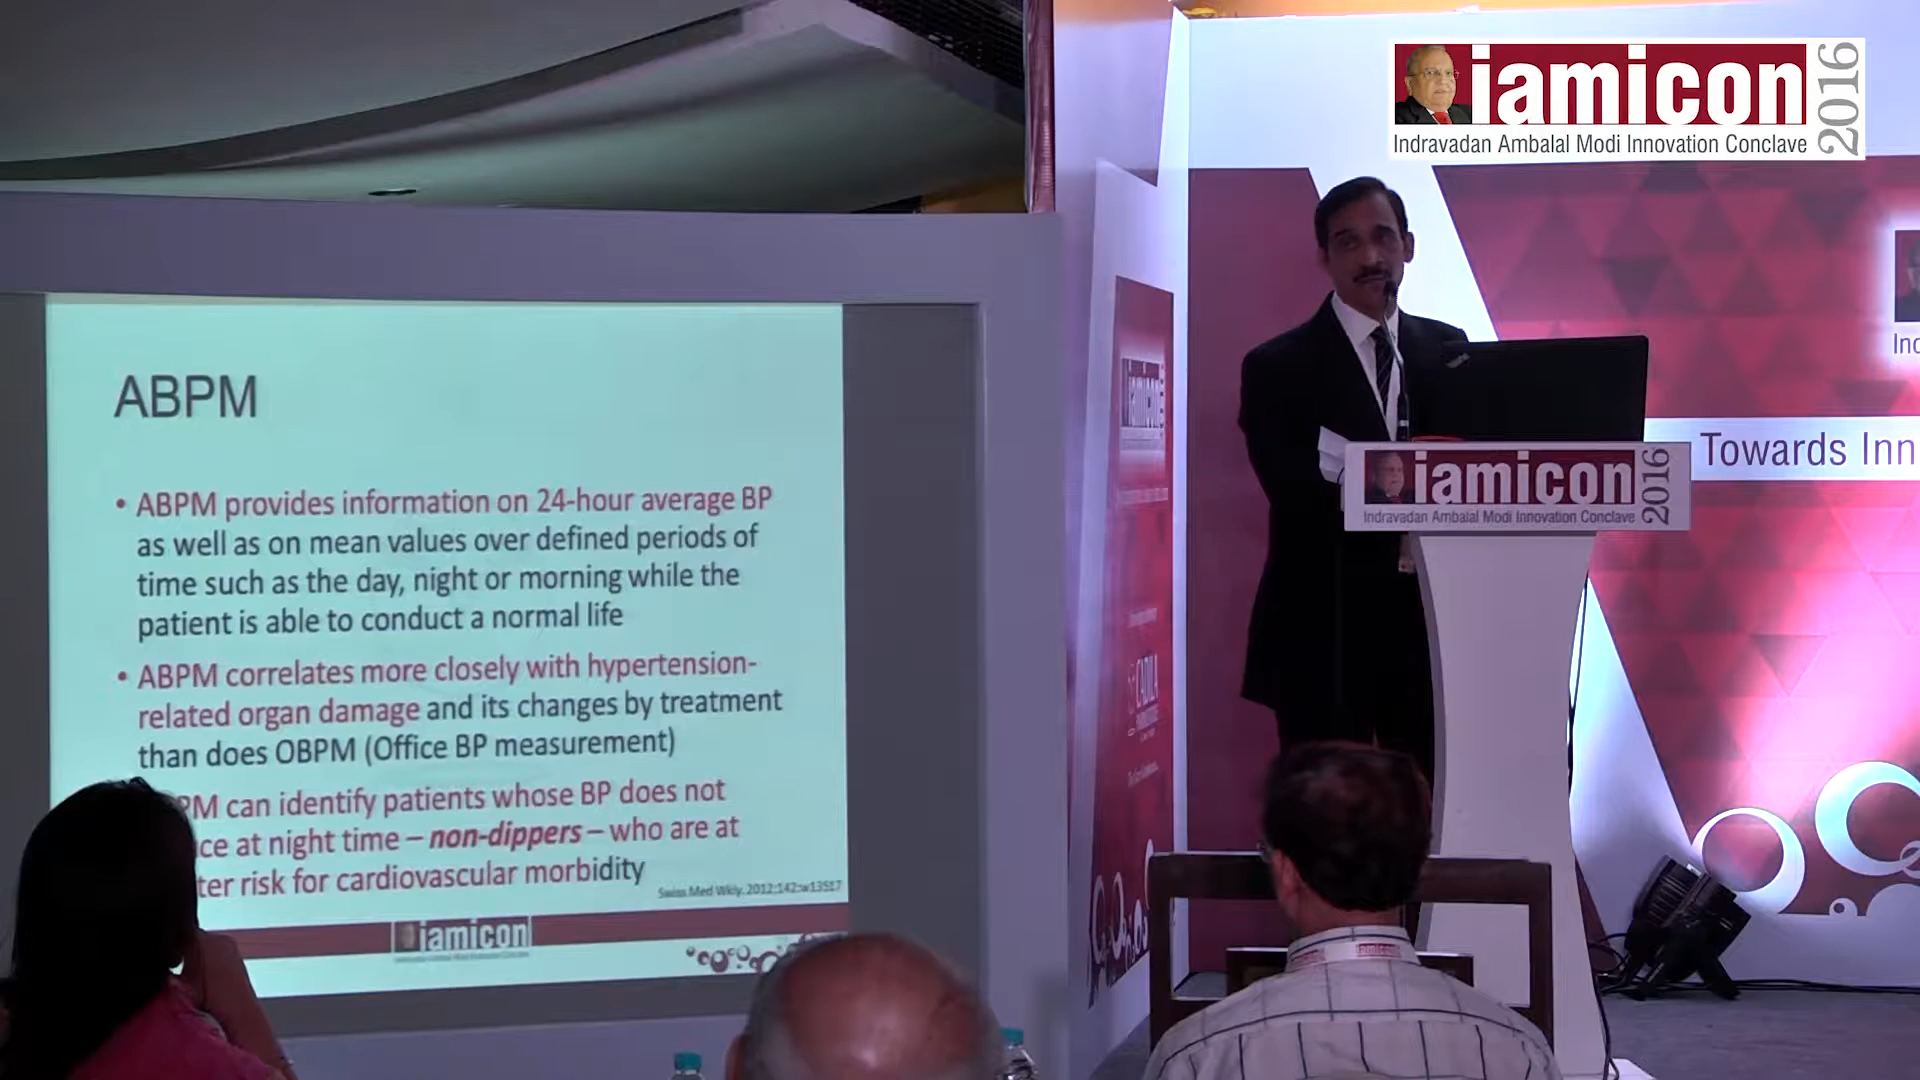 iamicon 2016
Indravadan Ambalal Modi Innovation Conclave
ABPM
• ABPM provides information on 24-hour average BP
as well as on mean values over defined periods of
time such as the day, night or morning while the
patient is able to conduct a normal life
• ABPM correlates more closely with hypertension-
related organ damage and its changes by treatment
than does OBPM (Office BP measurement)
PM can identify patients whose BP does not
ce at night time – non-dippers – who are at
ter risk for cardiovascular morbidity
Swiss Med Wkly. 2012;142:w13517
iamicon
iamicon 2016
Indravadan Ambalal Modi Innovation Conclave
Towards Inn
Ind
iamicon
CADILA
iamicon